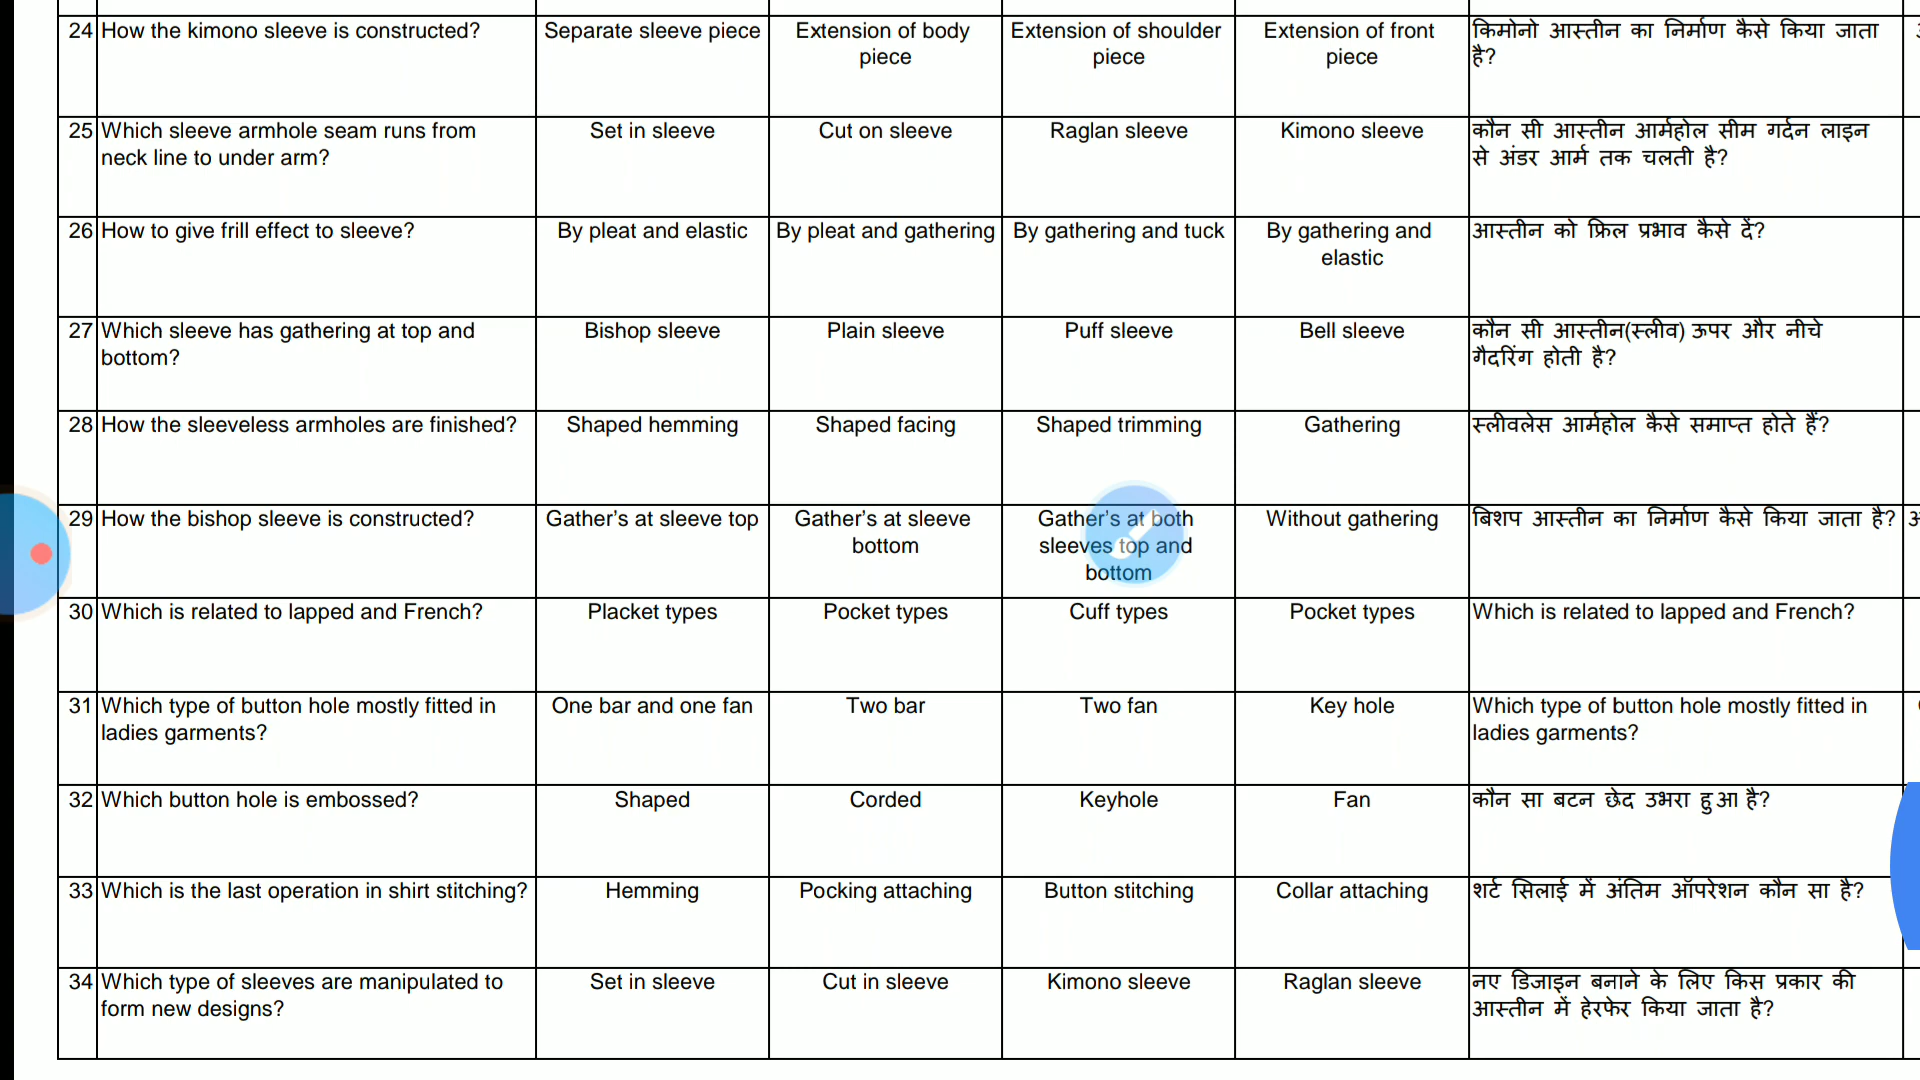 24 How the kimono sleeve is constructed? Separate sleeve piece Extension of body Extension of shoulder Extension of front किमोनो आस्तीन का निर्माण कैसे किया जाता
piece piece piece है?
25 Which sleeve armhole seam runs from Set in sleeve Cut on sleeve Raglan sleeve Kimono sleeve कौन सी आस्तीन आर्महोल सीम गर्दन लाइन
neck line to under arm? से अंडर आर्म तक चलती है?
26 How to give frill effect to sleeve? By pleat and elastic By pleat and gathering By gathering and tuck By gathering and आस्तीन को फ्रिल प्रभाव कैसे दें?
elastic
27 Which sleeve has gathering at top and Bishop sleeve Plain sleeve Puff sleeve Bell sleeve कौन सी आस्तीन(स्लीव) ऊपर और नीचे
bottom? गैदरिंग होती है?
28 How the sleeveless armholes are finished? Shaped hemming Shaped facing Shaped trimming Gathering स्लीवलेस आर्महोल कैसे समाप्त होते हैं?
29 How the bishop sleeve is constructed? Gather’s at sleeve top Gather’s at sleeve Gather’s at both Without gathering बिशप आस्तीन का निर्माण कैसे किया जाता है?
bottom sleeves top and
bottom
30 Which is related to lapped and French? Placket types Pocket types Cuff types Pocket types Which is related to lapped and French?
31 Which type of button hole mostly fitted in One bar and one fan Two bar Two fan Key hole Which type of button hole mostly fitted in
ladies garments? ladies garments?
32 Which button hole is embossed? Shaped Corded Keyhole Fan कौन सा बटन छेद उभरा हुआ है?
33 Which is the last operation in shirt stitching? Hemming Pocking attaching Button stitching Collar attaching शर्ट सिलाई में अंतिम ऑपरेशन कौन सा है?
34 Which type of sleeves are manipulated to Set in sleeve Cut in sleeve Kimono sleeve Raglan sleeve नए डिजाइन बनाने के लिए किस प्रकार की
form new designs? आस्तीन में हेरफेर किया जाता है?